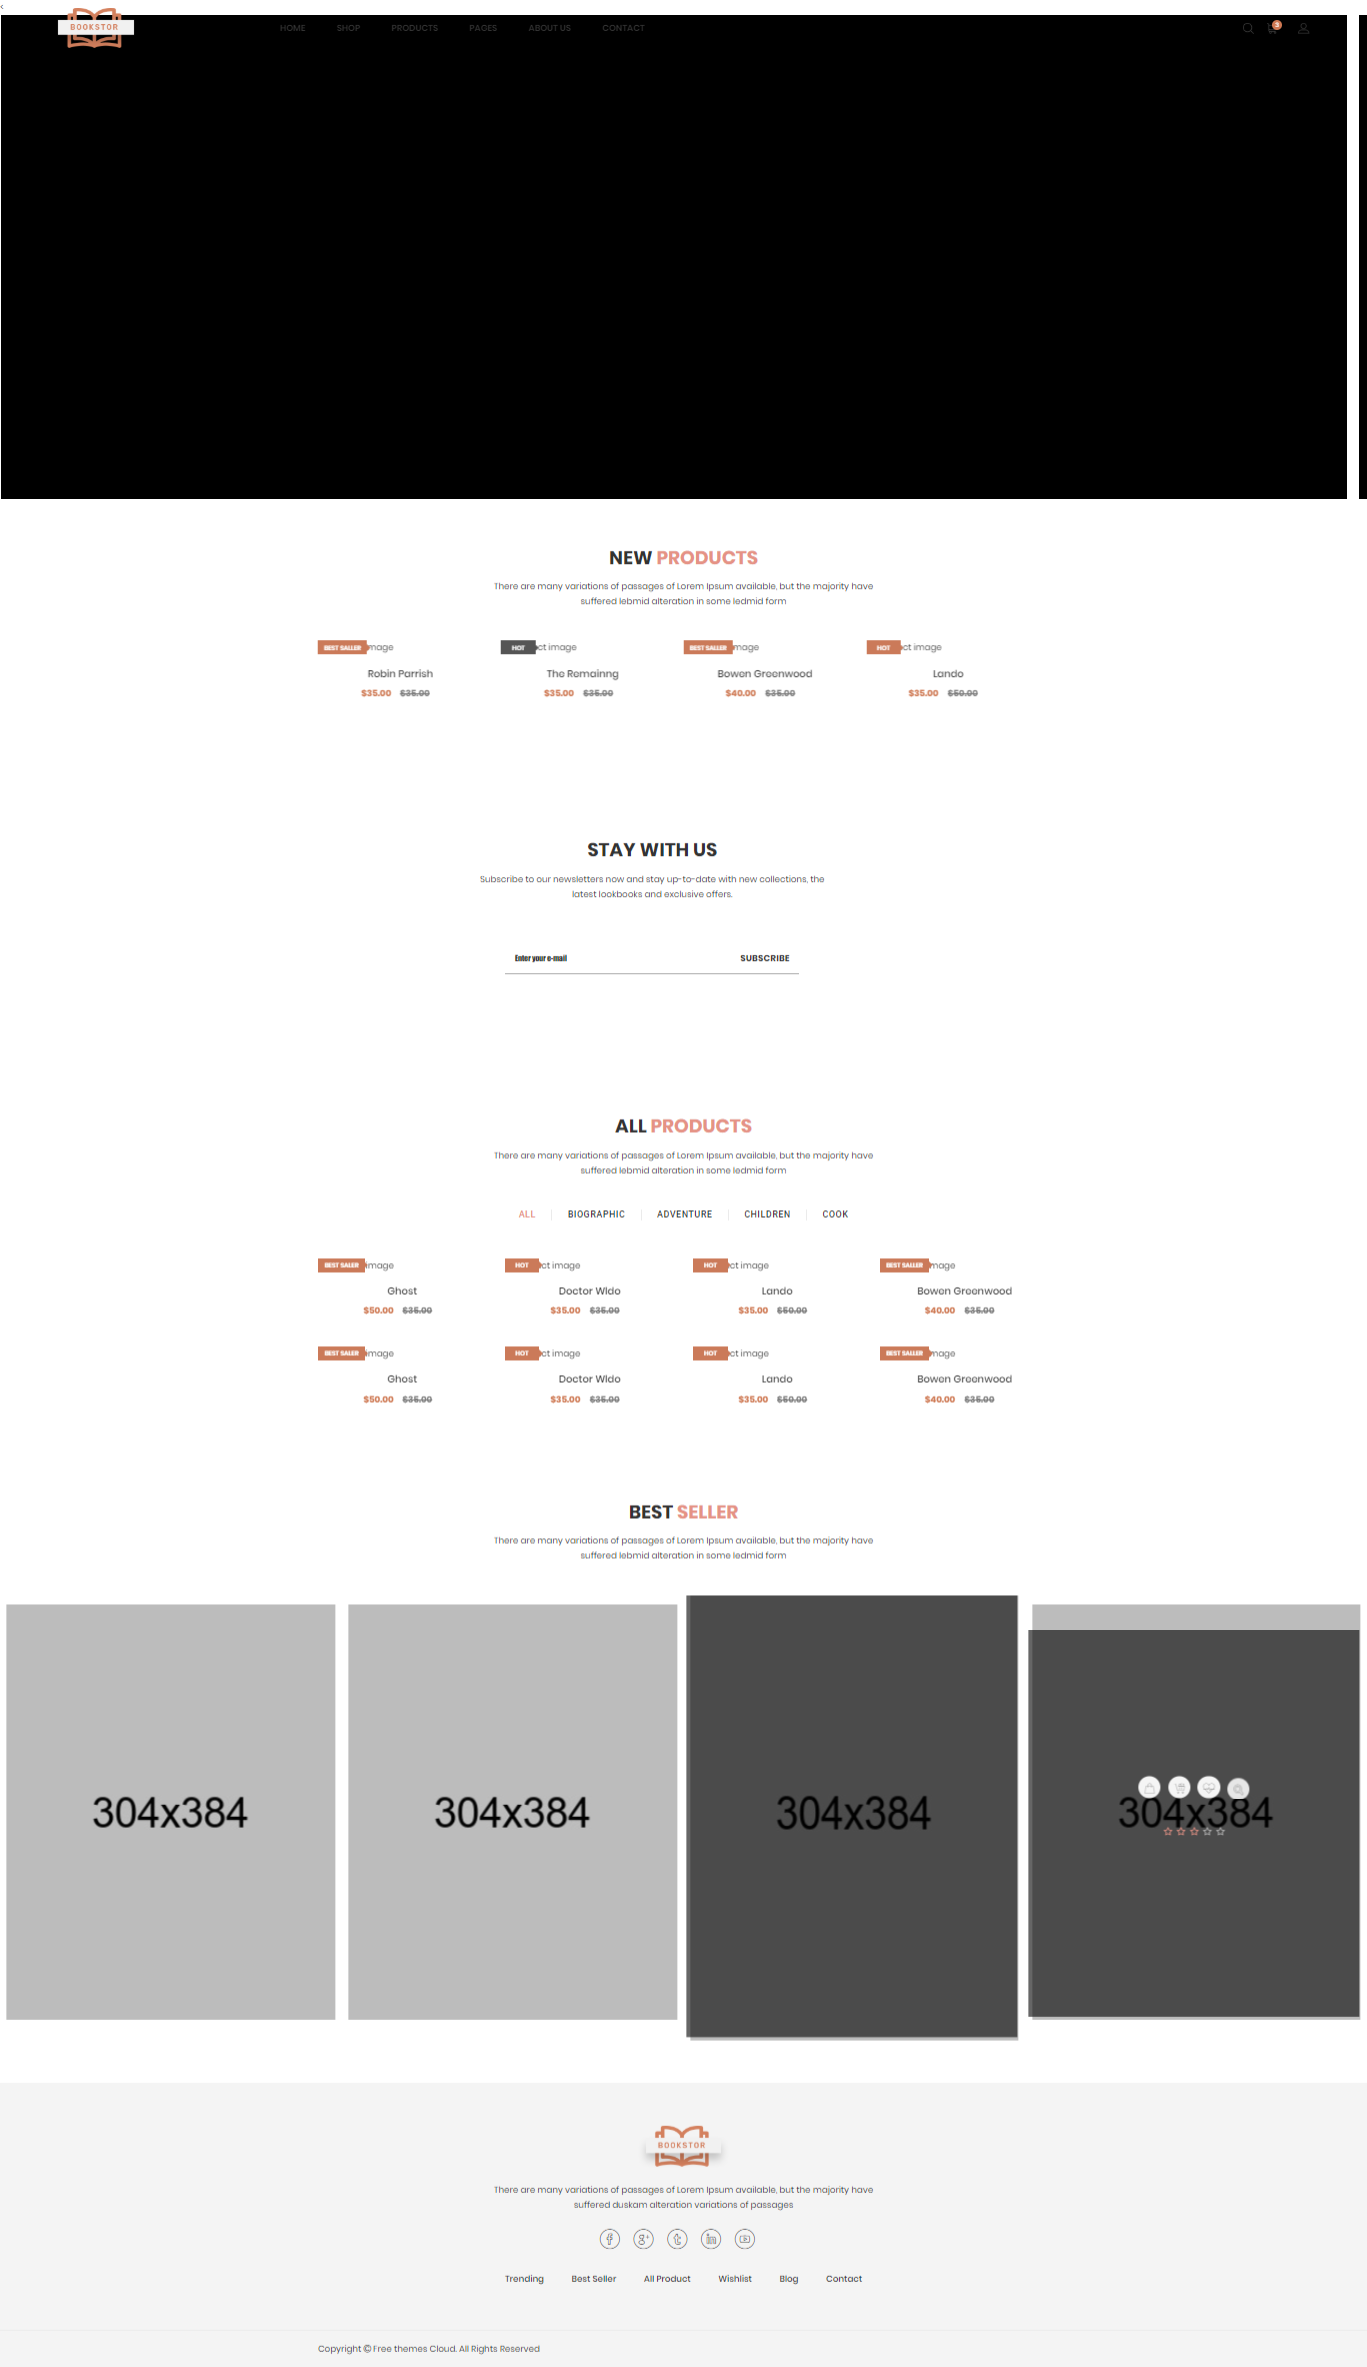 <
BOOKSTOR
HOME SHOP PRODUCTS PAGES ABOUT US CONTACT
3
NEW PRODUCTS
There are many variations of passages of Lorem Ipsum available, but the majority have
suffered lebmid alteration in some ledmid form
BEST SALLER mage HOT ct image BEST SALLER mage HOT ct image
Robin Parrish The Remainng Bowen Greenwood Lando
$35.00 $35.00 $35.00 $35.00 $40.00 $35.00 $35.00 $50.00
STAY WITH US
Subscribe to our newsletters now and stay up-to-date with new collections, the
latest lookbooks and exclusive offers.
Enter your e-mail SUBSCRIBE
ALL PRODUCTS
There are many variations of passages of Lorem Ipsum available, but the majority have
suffered lebmid alteration in some ledmid form
ALL BIOGRAPHIC ADVENTURE CHILDREN COOK
BEST SALER image HOT ct image HOT ct image BEST SALLER mage
Ghost Doctor Wldo Lando Bowen Greenwood
$50.00 $35.00 $35.00 $35.00 $35.00 $50.00 $40.00 $35.00
BEST SALER image HOT ct image HOT ct image BEST SALLER mage
Ghost Doctor Wldo Lando Bowen Greenwood
$50.00 $35.00 $35.00 $35.00 $35.00 $50.00 $40.00 $35.00
BEST SELLER
There are many variations of passages of Lorem Ipsum available, but the majority have
suffered lebmid alteration in some ledmid form
304x384 304x384 304x384 304x384
BOOKSTOR
There are many variations of passages of Lorem Ipsum available, but the majority have
suffered duskam alteration variations of passages
Trending Best Seller All Product Wishlist Blog Contact
Copyright © Free themes Cloud. All Rights Reserved